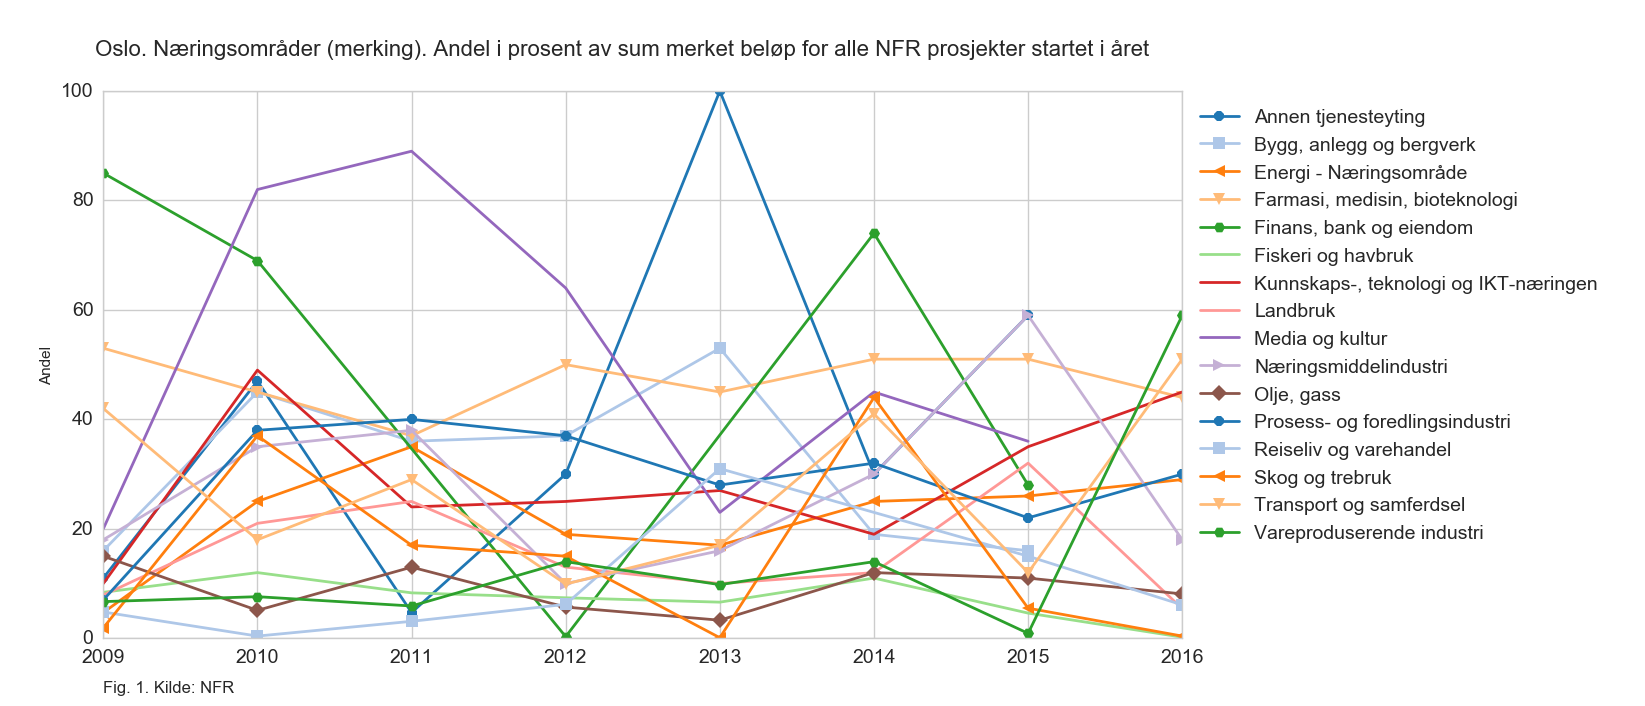 Oslo. Næringsområder (merking). Andel i prosent av sum merket beløp for alle NFR prosjekter startet i året
100
80
60
40
20
0
Andel
2009 2010 2011 2012 2013 2014 2015 2016
Annen tjenesteyting
Bygg, anlegg og bergverk
Energi - Næringsområde
Farmasi, medisin, bioteknologi
Finans, bank og eiendom
Fiskeri og havbruk
Kunnskaps-, teknologi og IKT-næringen
Landbruk
Media og kultur
Næringsmiddelindustri
Olje, gass
Prosess- og foredlingsindustri
Reiseliv og varehandel
Skog og trebruk
Transport og samferdsel
Vareproduserende industri
Fig. 1. Kilde: NFR